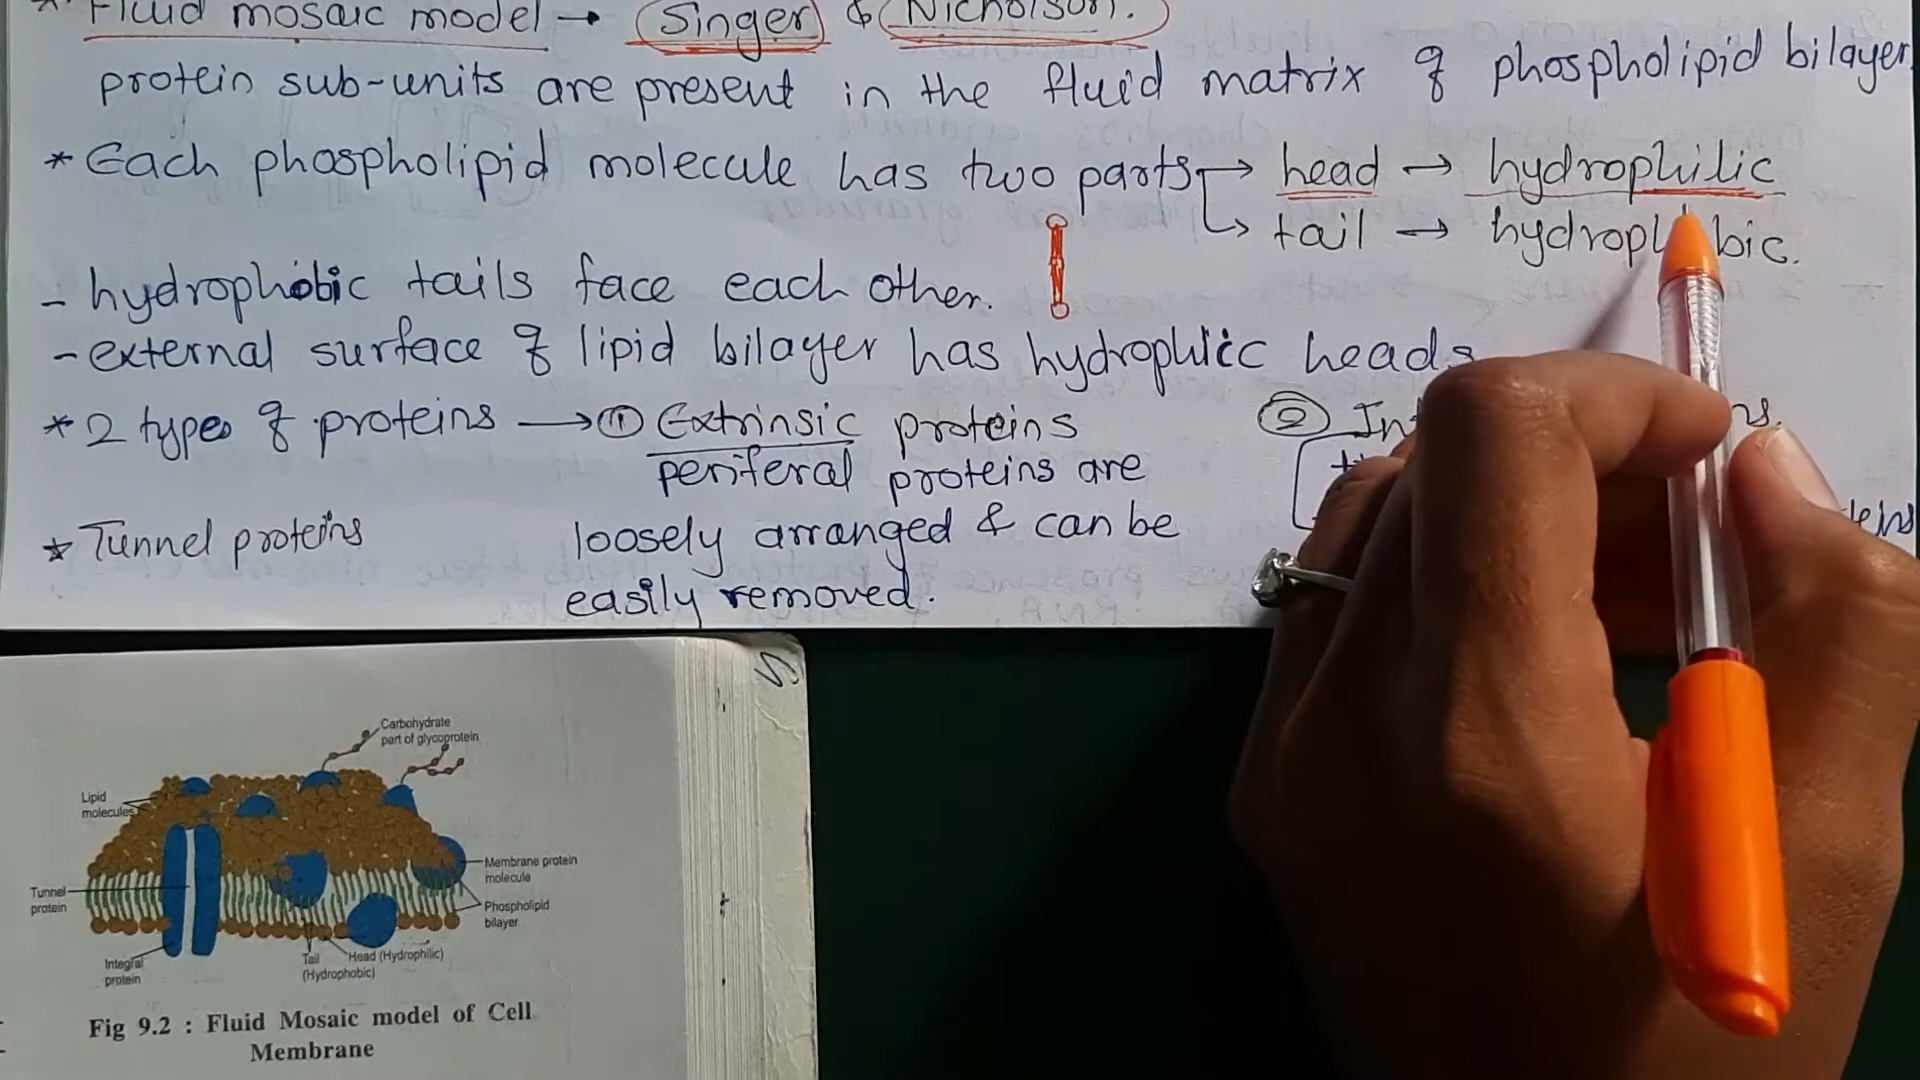 * Fluid mosaic model → Singer & Nicholson.
protein sub-units are present in the fluid matrix of phospholipid bilayer.
* Each phospholipid molecule has two parts → head → hydrophilic
→ tail → hydrophobic.
- hydrophobic tails face each other.
- external surface of lipid bilayer has hydrophlic heads
* 2 types of proteins → ① Extrinsic proteins
periferal proteins are
loosely arranged & can be
easily removed.
②
* Tunnel proteins
Carbohydrate
part of glycoprotein
Lipid
molecules
Membrane protein
molecule
Tunnel
protein
Phospholipid
bilayer
Integral
protein
Tail
(Hydrophobic)
Head (Hydrophilic)
Fig 9.2 : Fluid Mosaic model of Cell
Membrane